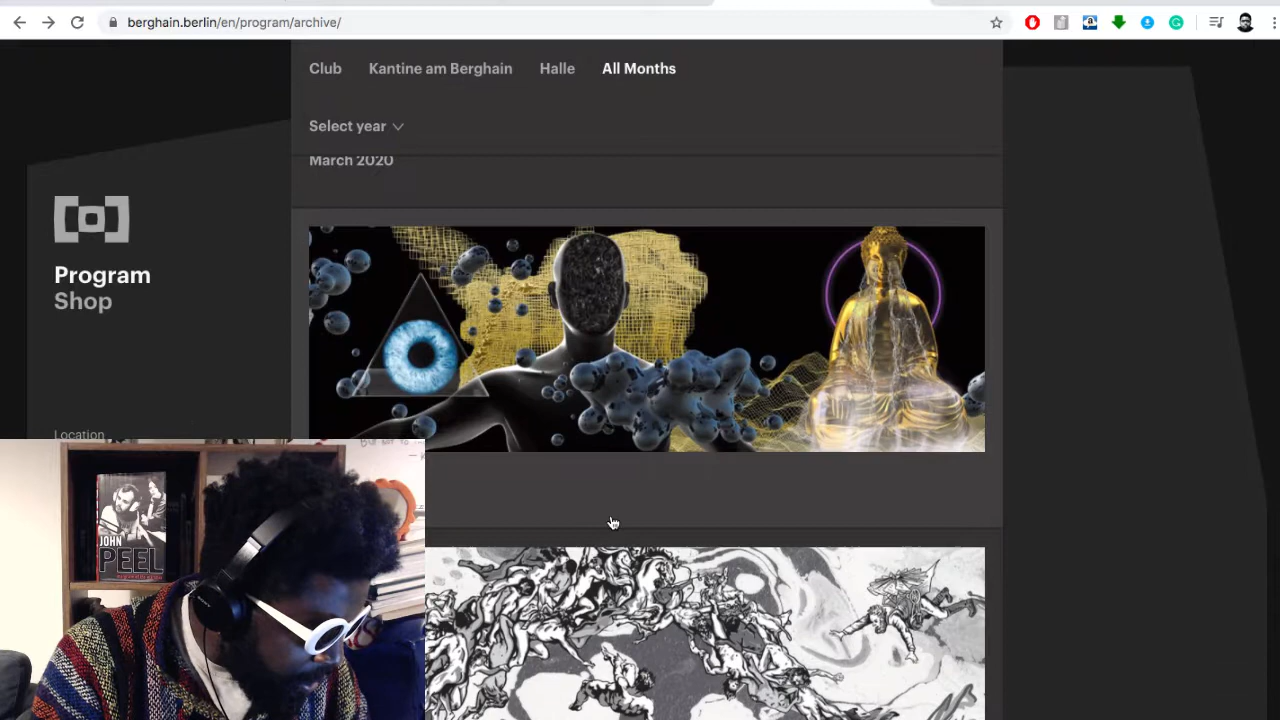 berghain.berlin/en/program/archive/
Club
Kantine am Berghain
Halle
All Months
Select year
March 2020
Program
Shop
Location
JOHN
PEEL